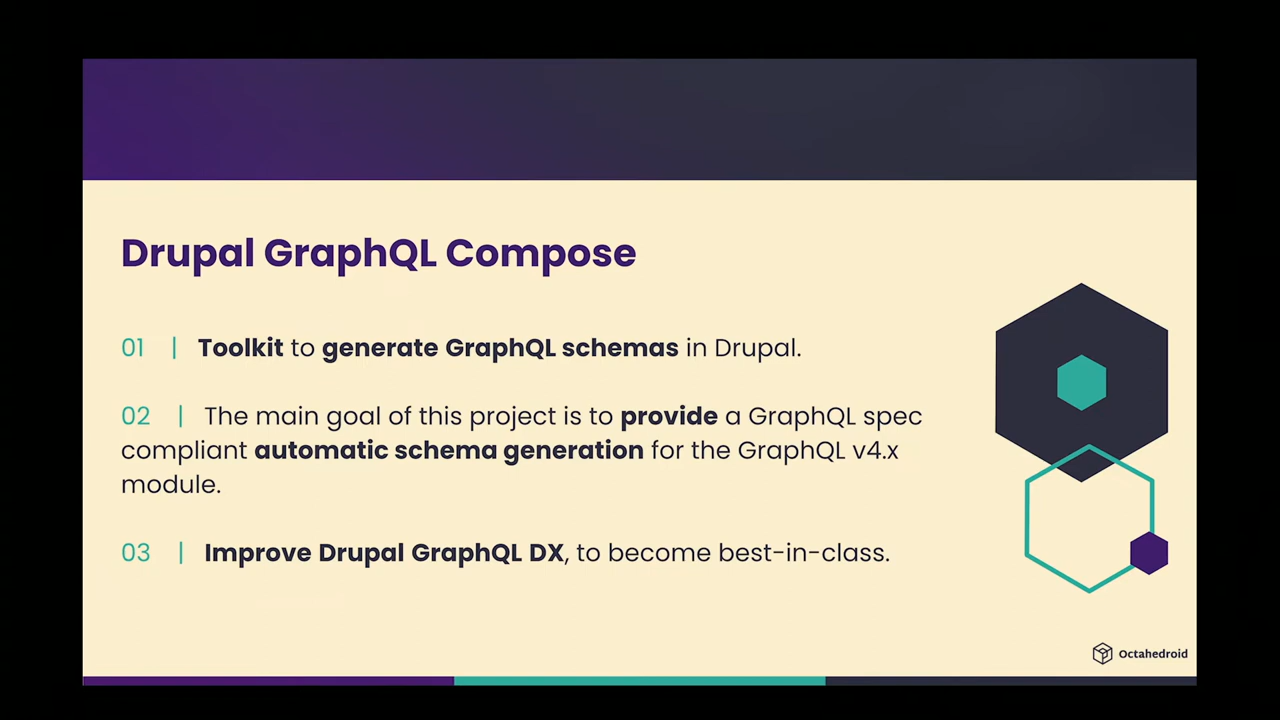 Drupal GraphQL Compose
01 | Toolkit to generate GraphQL schemas in Drupal.
02 | The main goal of this project is to provide a GraphQL spec
compliant automatic schema generation for the GraphQL v4.x
module.
03 | Improve Drupal GraphQL DX, to become best-in-class.
Octahedroid